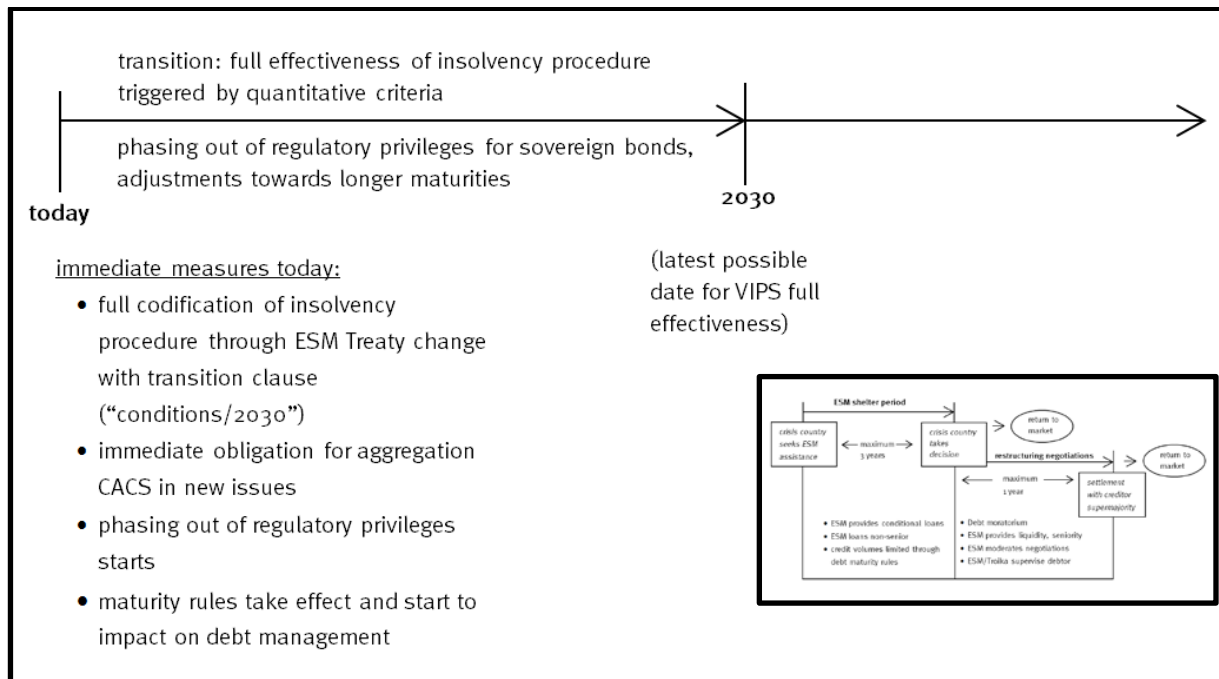 transition: full effectiveness of insolvency procedure
triggered by quantitative criteria
phasing out of regulatory privileges for sovereign bonds,
adjustments towards longer maturities
today
2030
immediate measures today:
• full codification of insolvency
procedure through ESM Treaty change
with transition clause
(“conditions/2030”)
• immediate obligation for aggregation
CACS in new issues
• phasing out of regulatory privileges
starts
• maturity rules take effect and start to
impact on debt management
(latest possible
date for VIPS full
effectiveness)
ESM shelter period
crisis country
seeks ESM
assistance
maximum
3 years
crisis country
takes
decision
return to
market
restructuring negotiations
maximum
1 year
settlement
with creditor
supermajority
return to
market
• ESM provides conditional loans
• ESM loans non-senior
• credit volumes limited through
debt maturity rules
• Debt moratorium
• ESM provides liquidity, seniority
• ESM moderates negotiations
• ESM/Troika supervise debtor